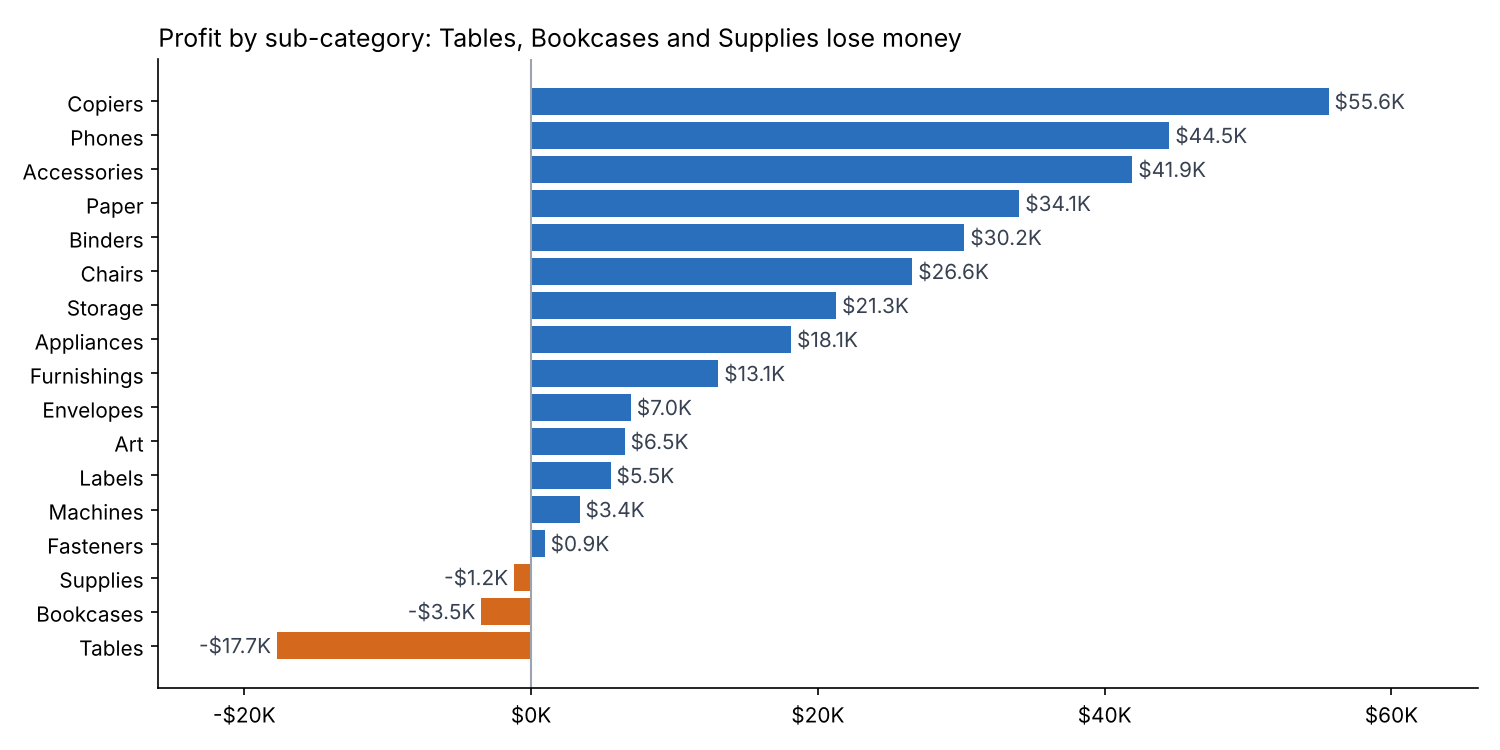 Profit by sub-category: Tables, Bookcases and Supplies lose money
Copiers $55.6K
Phones $44.5K
Accessories $41.9K
Paper $34.1K
Binders $30.2K
Chairs $26.6K
Storage $21.3K
Appliances $18.1K
Furnishings $13.1K
Envelopes $7.0K
Art $6.5K
Labels $5.5K
Machines $3.4K
Fasteners $0.9K
Supplies -$1.2K
Bookcases -$3.5K
Tables -$17.7K
-$20K $0K $20K $40K $60K